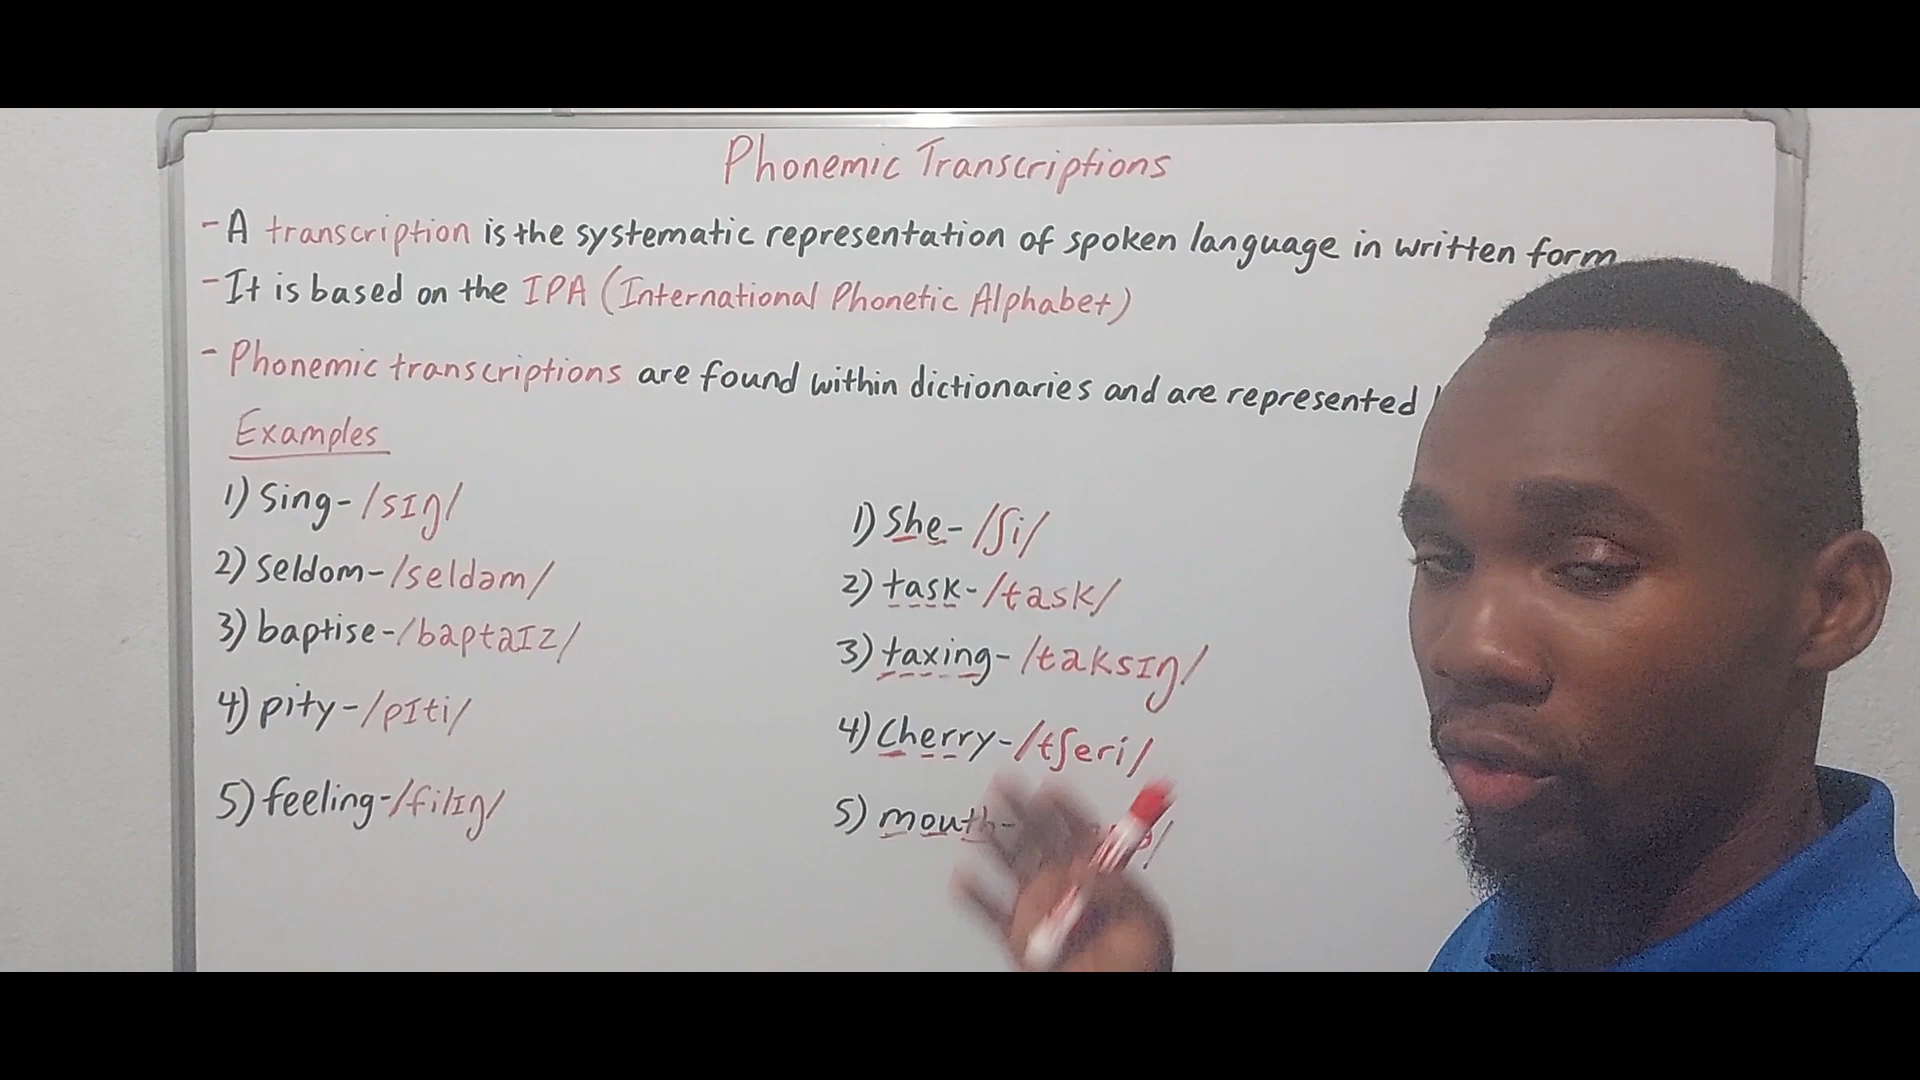 Phonemic Transcriptions
- A transcription is the systematic representation of spoken language in written form
- It is based on the IPA (International Phonetic Alphabet)
- Phonemic transcriptions are found within dictionaries and are represented
Examples
1) Sing - /sɪŋ/
2) seldom - /seldəm/
3) baptise - /baptaɪz/
4) pity - /pɪti/
5) feeling - /filɪŋ/
1) She - /ʃi/
2) task - /task/
3) taxing - /taksɪŋ/
4) Cherry - /tʃeri/
5) mouth -